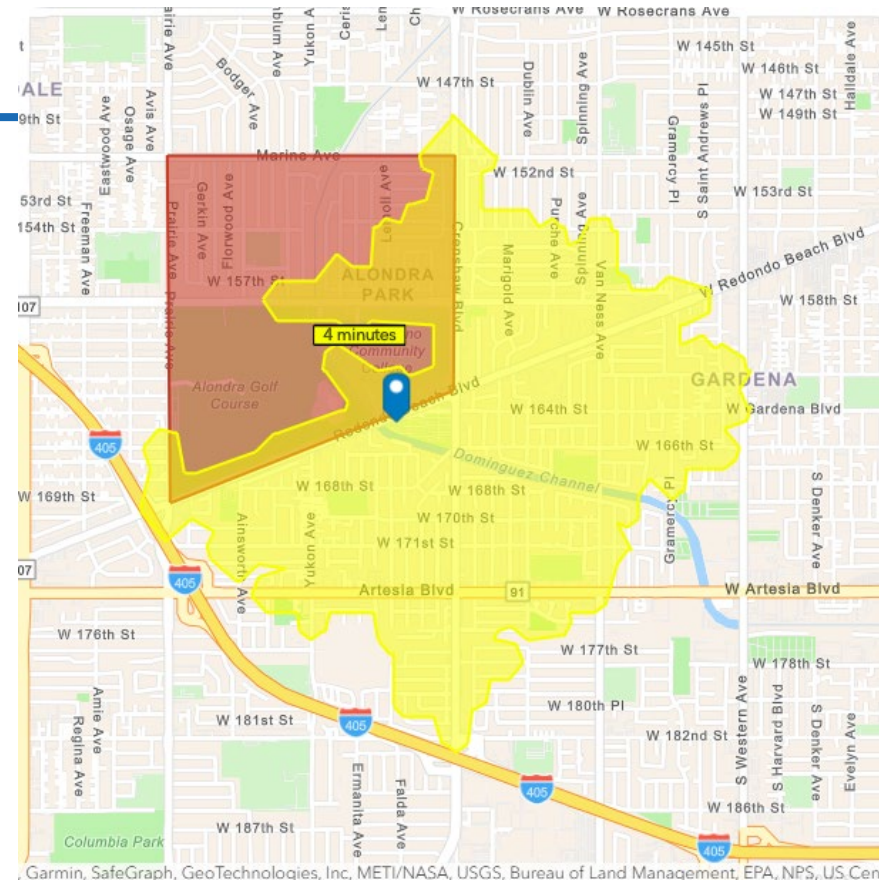 W Rosecrans Ave
W Rosecrans Ave
W 145th St
W 146th St
W 147th St
W 149th St
W 147th St
Halldale Ave
Bodger Ave
Dublin Ave
Spinning Ave
Gramercy Pl
S Saint Andrews Pl
Yukon A
Avis Ave
Osage Ave
Eastwood Ave
Marine Ave
W 152nd St
W 153rd St
53rd St
154th St
Freeman Ave
Prairie Ave
Gerkin Ave
Florwood Ave
Purche Ave
Spinning Ave
Van Ness Ave
Marigold Ave
Crenshaw Blvd
W 157th St
ALONDRA
PARK
W Redondo Beach Blvd
W 158th St
4 minutes
Community
Prairie Ave
Alondra Golf
Course
Redondo Beach Blvd
GARDENA
W 164th St
W Gardena Blvd
405
W 166th St
Dominguez Channel
W 168th St
W 168th St
W 169th St
W 170th St
W 171st St
Gramercy Pl
S Denker Ave
Ainsworth Ave
Yukon Ave
405
Artesia Blvd
91
W Artesia Blvd
W 176th St
W 177th St
W 178th St
W 180th Pl
W 181st St
405
W 182nd St
Amie Ave
Regina Ave
S Western Ave
S Harvard Blvd
S Denker Ave
Evelyn Ave
405
W 186th St
Ermanita Ave
Falda Ave
W 187th St
405
Columbia Park
, Garmin, SafeGraph, GeoTechnologies, Inc, METI/NASA, USGS, Bureau of Land Management, EPA, NPS, US Cen